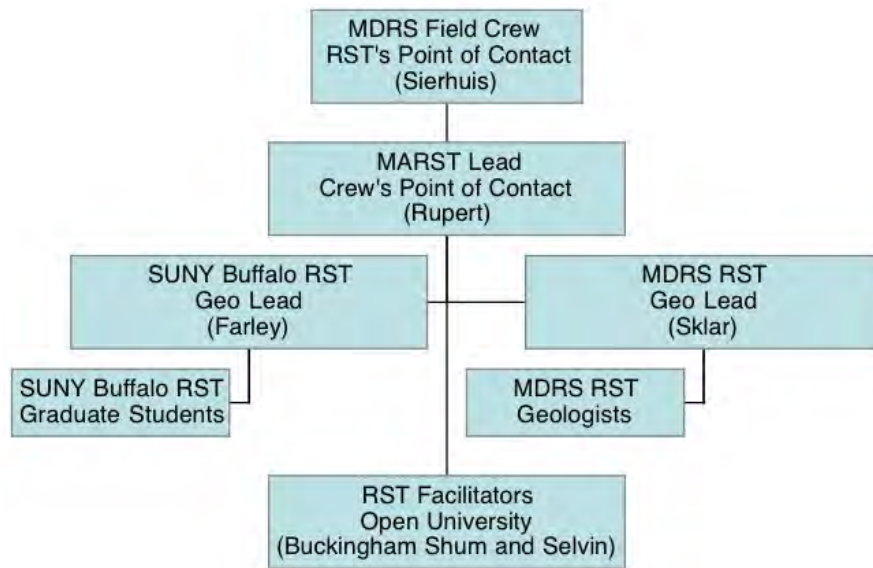 MDRS Field Crew
RST's Point of Contact
(Sierhuis)
MARST Lead
Crew's Point of Contact
(Rupert)
SUNY Buffalo RST
Geo Lead
(Farley)
MDRS RST
Geo Lead
(Sklar)
SUNY Buffalo RST
Graduate Students
MDRS RST
Geologists
RST Facilitators
Open University
(Buckingham Shum and Selvin)